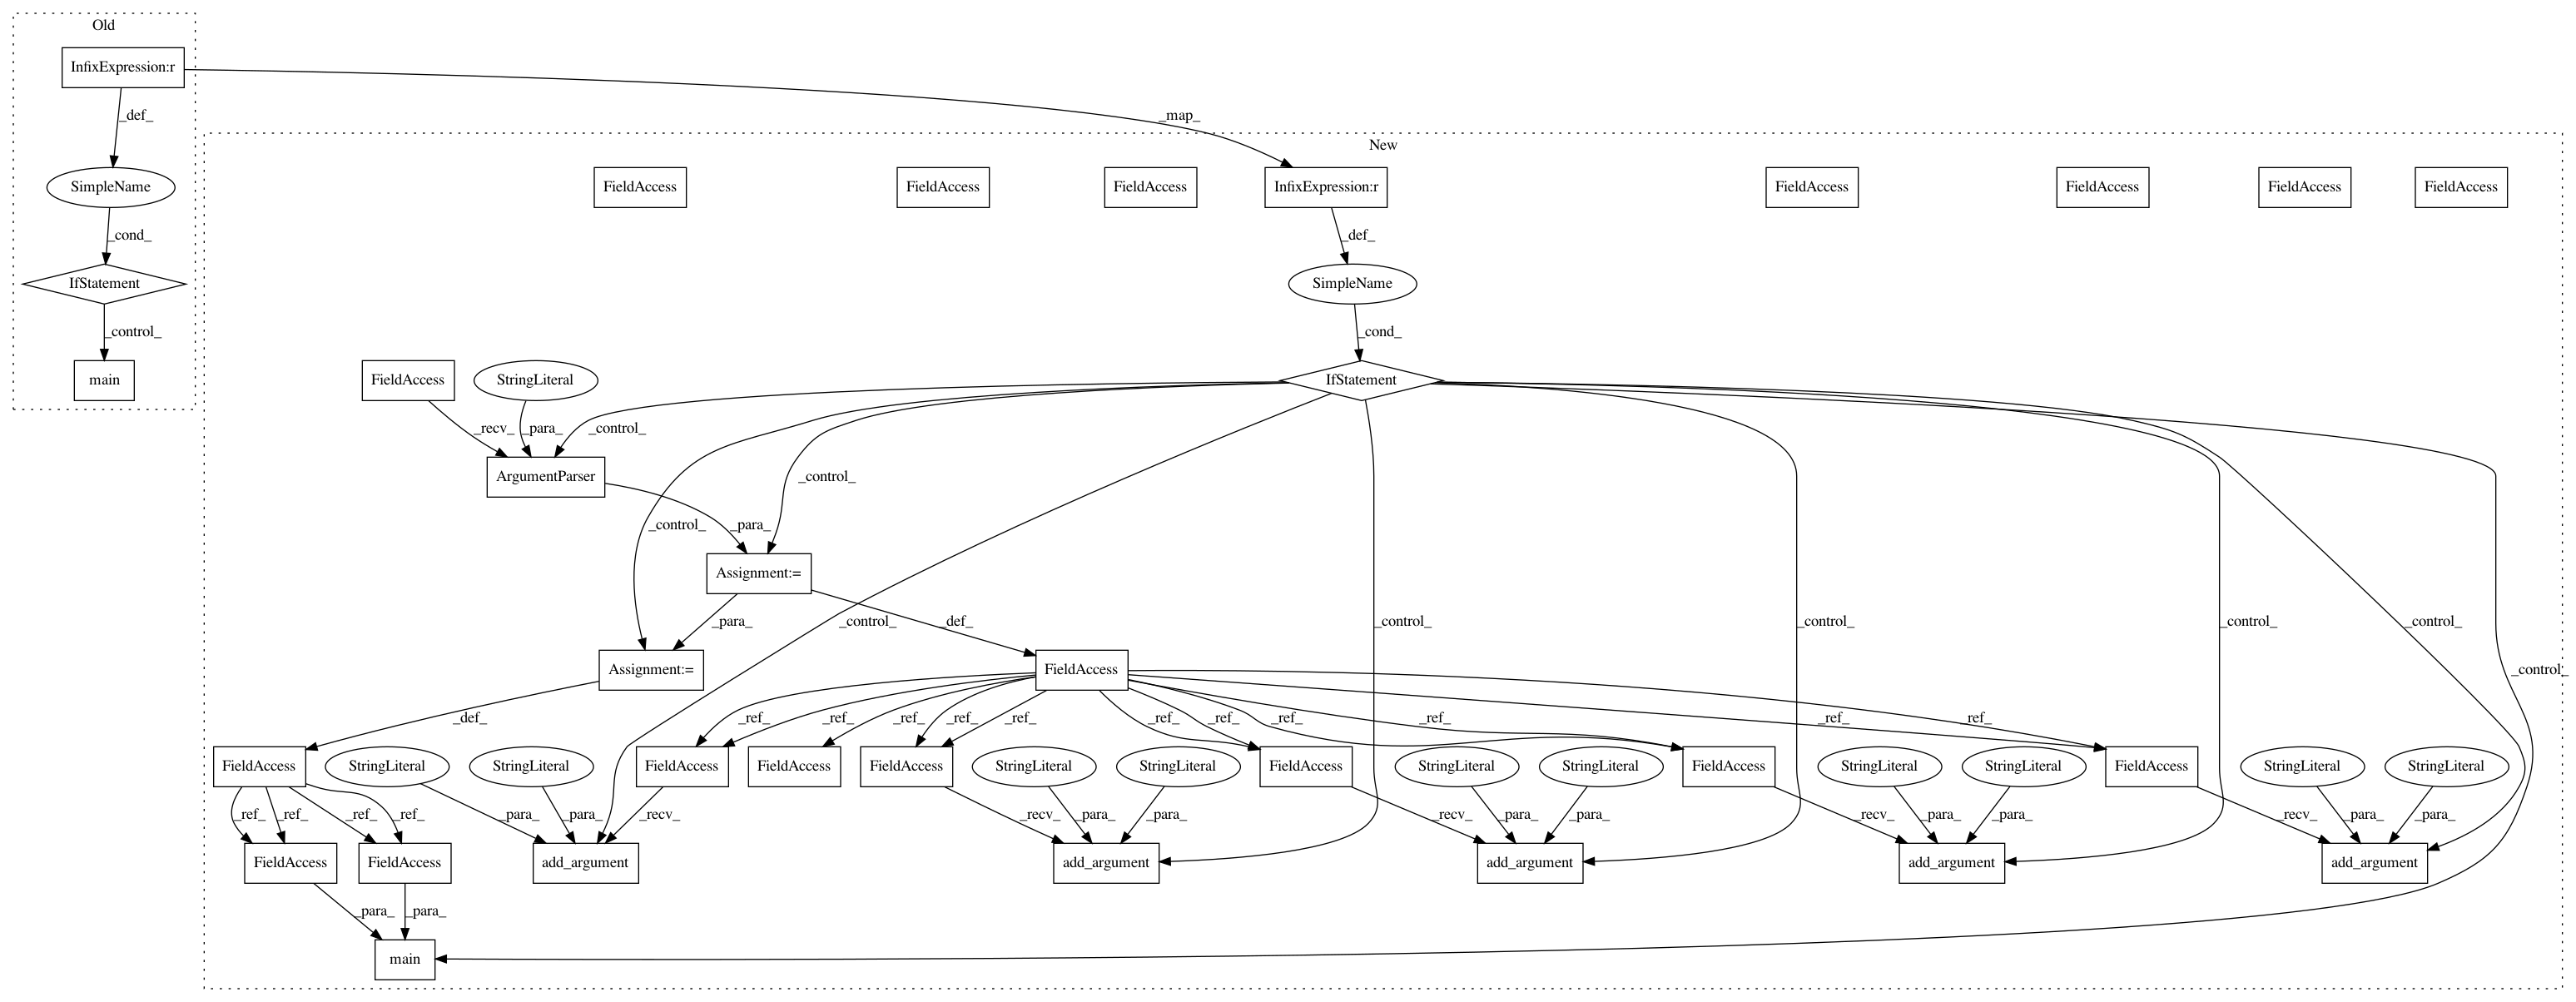 Old
InfixExpression:r
_def_
_map_
New
SimpleName
FieldAccess
FieldAccess
FieldAccess
InfixExpression:r
FieldAccess
FieldAccess
FieldAccess
FieldAccess
_cond_
_def_
IfStatement
SimpleName
_control_
_cond_
main
FieldAccess
StringLiteral
IfStatement
_recv_
_para_
_control_
ArgumentParser
_control_
_control_
_para_
Assignment:=
_para_
_def_
_control_
_control_
_control_
_control_
_control_
_control_
Assignment:=
FieldAccess
_def_
_ref_
_ref_
_ref_
_ref_
_ref_
_ref_
_ref_
_ref_
_ref_
_ref_
_ref_
FieldAccess
StringLiteral
StringLiteral
FieldAccess
FieldAccess
FieldAccess
StringLiteral
StringLiteral
FieldAccess
StringLiteral
StringLiteral
FieldAccess
StringLiteral
StringLiteral
FieldAccess
StringLiteral
StringLiteral
_ref_
_ref_
_ref_
_ref_
_para_
_para_
_recv_
_recv_
_para_
_para_
_recv_
_para_
_para_
_recv_
_para_
_para_
_recv_
_para_
_para_
FieldAccess
FieldAccess
add_argument
add_argument
add_argument
add_argument
add_argument
_para_
_para_
main